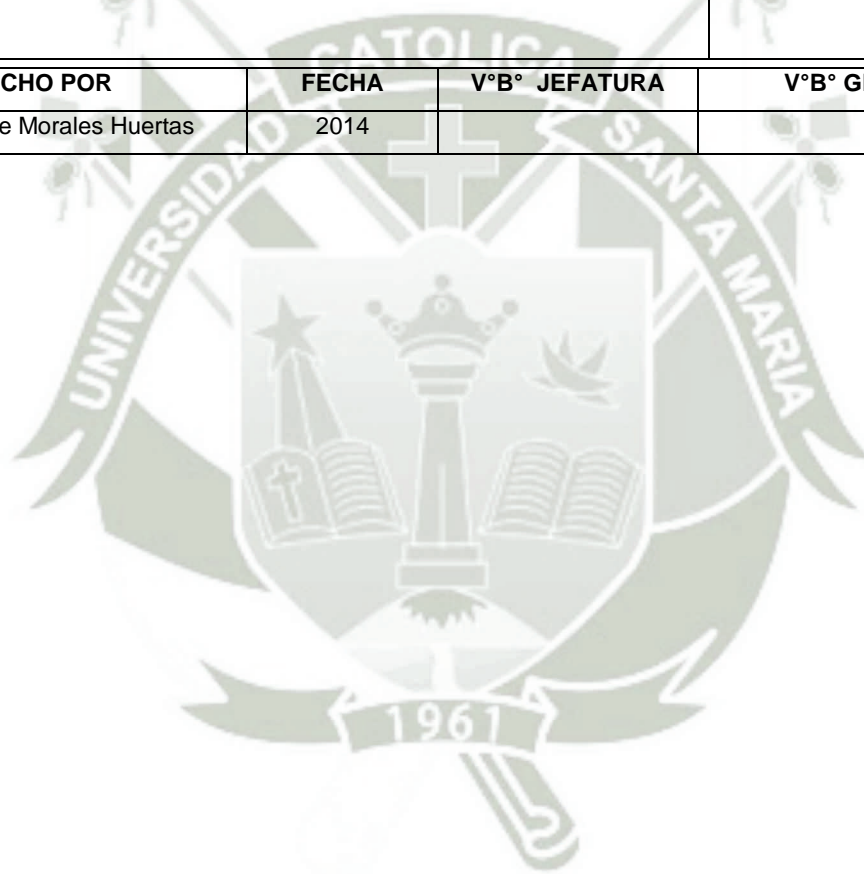 CATOLICA
CHO POR FECHA V°B° JEFATURA V°B° G
e Morales Huertas 2014
UNIVERSIDAD SANTA MARIA
1961